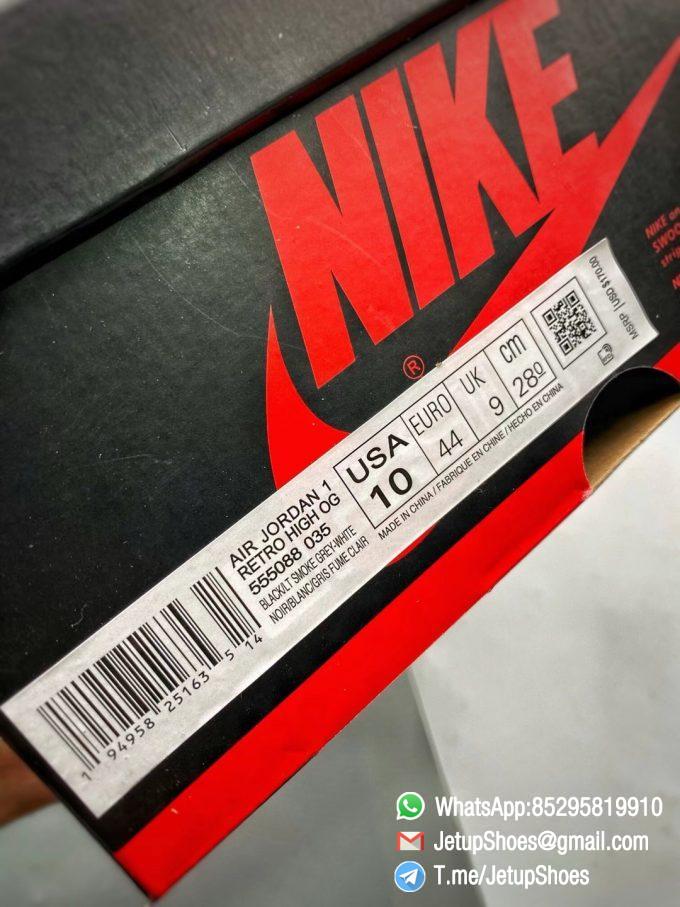 NIKE
®
NIKE
SWOO
MSRP | USD $170.00
USA
10
EURO
44
UK
9
cm
28
MADE IN CHINA / FABRIQUE EN CHINE / HECHO EN CHINA
AIR JORDAN 1
RETRO HIGH OG
555088 035
BLACK/LT SMOKE GREY-WHITE
NOIR/BLANC/GRIS FUME CLAIR
1 94958 25163 5 14
WhatsApp:85295819910
JetupShoes@gmail.com
T.me/JetupShoes